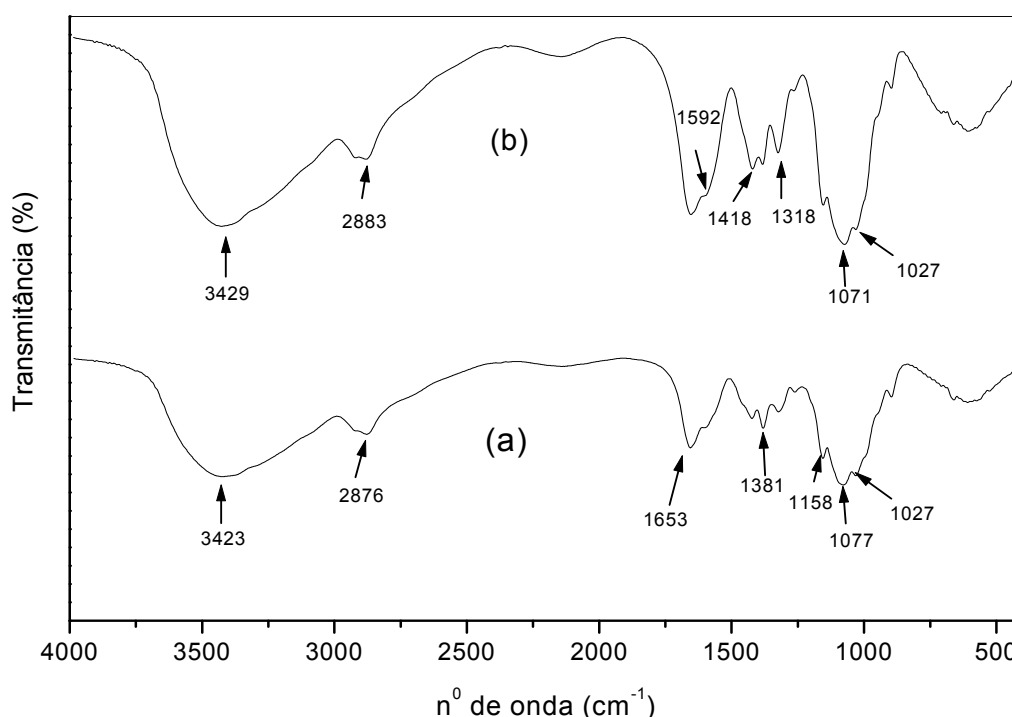 Transmitância (%)
(b)
1592
2883
1418
1318
3429
1071
1027
(a)
2876
1381
1653
1158
1027
3423
1077
4000 3500 3000 2500 2000 1500 1000 500
n⁰ de onda (cm⁻¹)